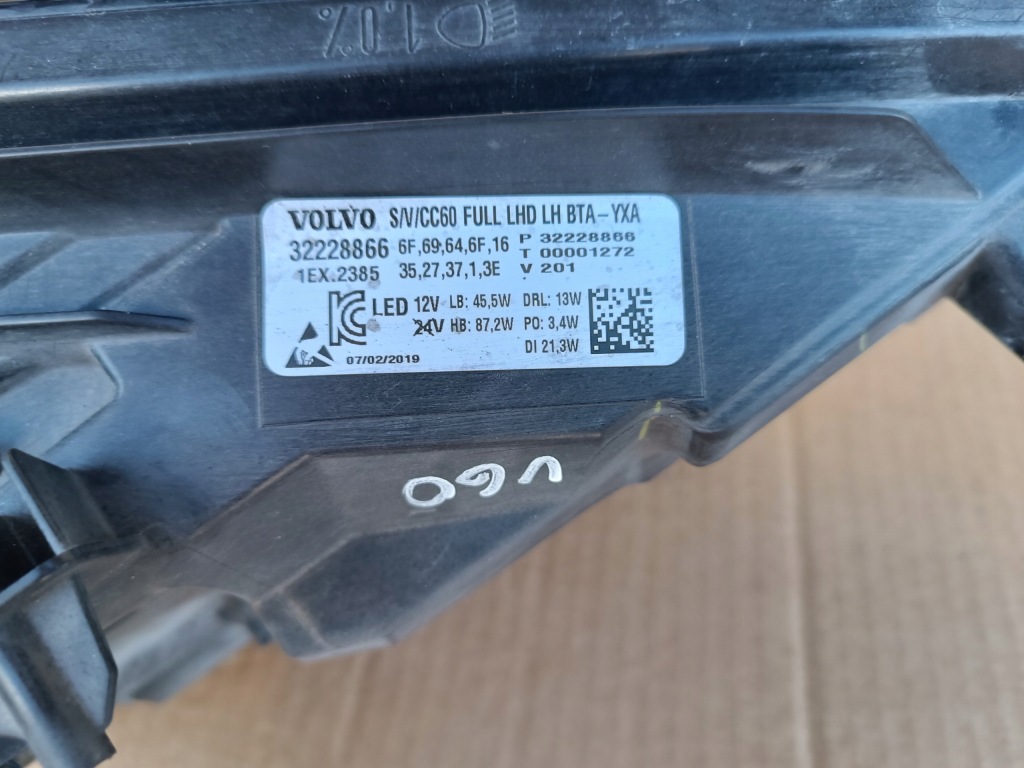 1.0%
VOLVO S/V/CC60 FULL LHD LH BTA-YXA
32228866 6F,69,64,6F,16 P 32228866
T 00001272
1EX.2385 35,27,37,1,3E V 201
LED 12V LB: 45,5W DRL: 13W
24V HB: 87,2W PO: 3,4W
DI 21,3W
07/02/2019
V60